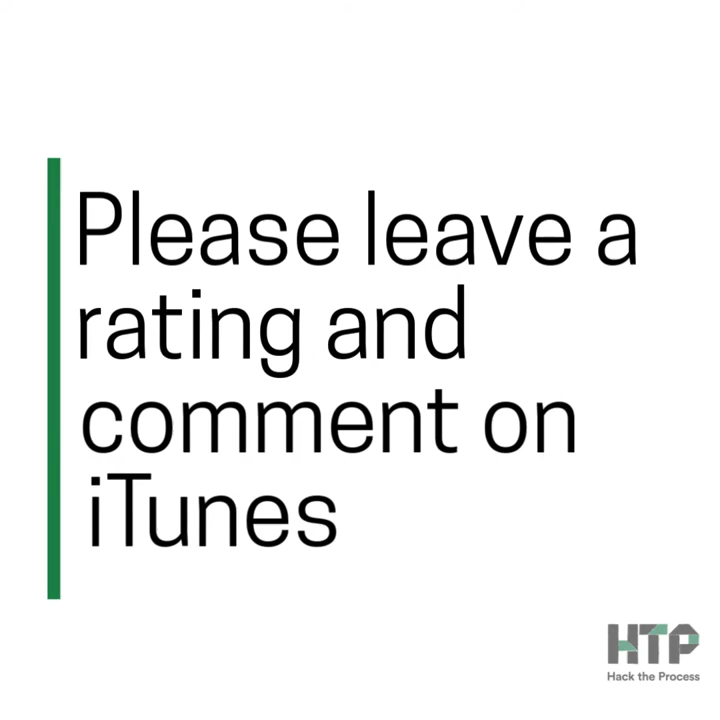 Please leave a
rating and
comment on
iTunes
HTP
Hack the Process